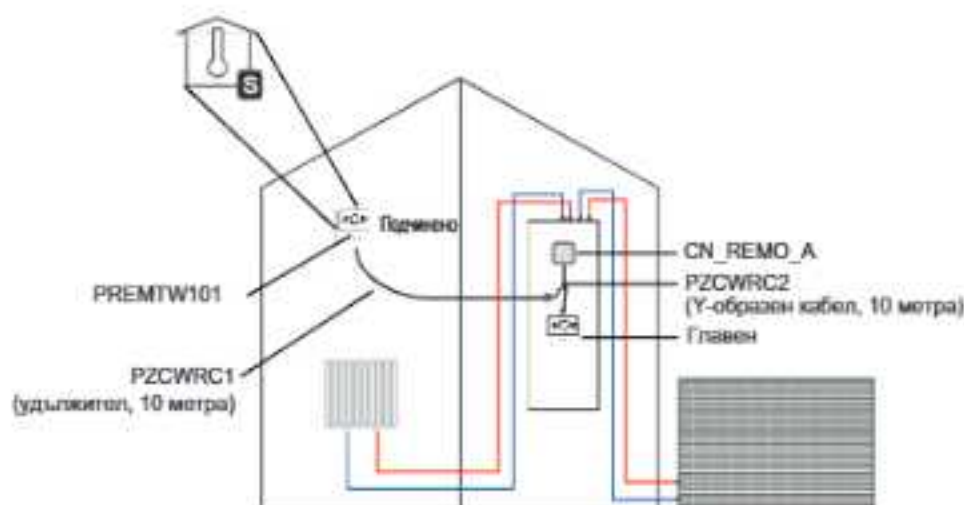 S
Подчинено
PREMTW101
PZCWRC1
(удължител, 10 метра)
CN_REMO_A
PZCWRC2
(Y-образен кабел, 10 метра)
Главен